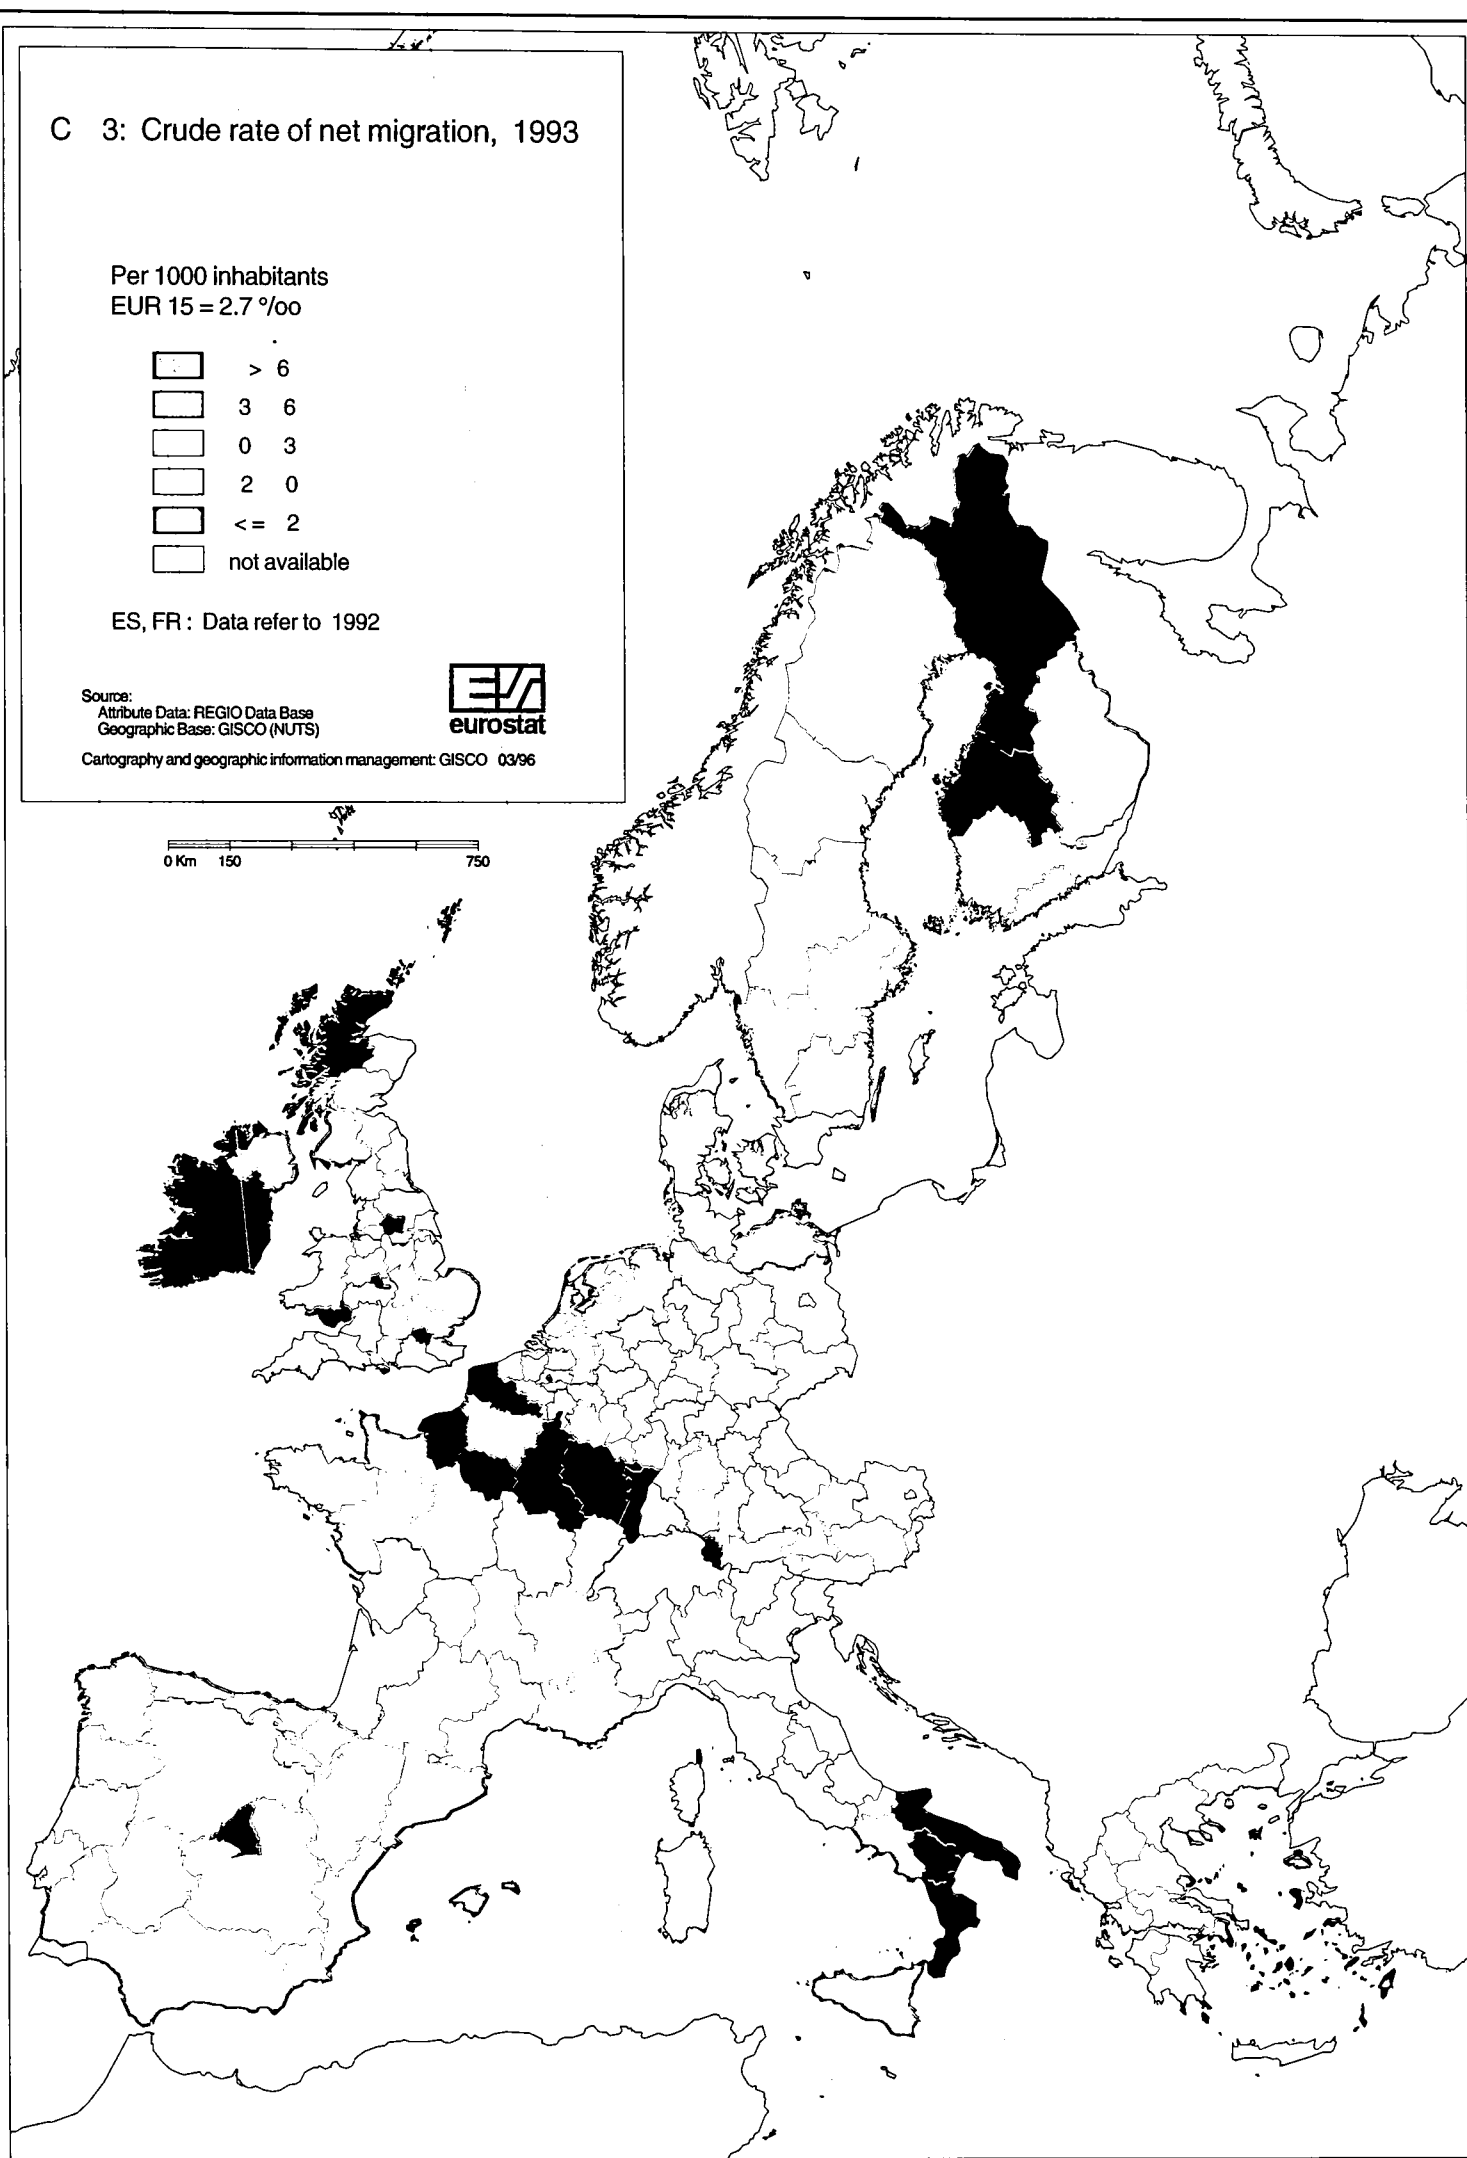 C 3: Crude rate of net migration, 1993
Per 1000 inhabitants
EUR 15 = 2.7 °/oo
> 6
3 6
0 3
2 0
<= 2
not available
ES, FR : Data refer to 1992
Source:
Attribute Data: REGIO Data Base
Geographic Base: GISCO (NUTS)
eurostat
Cartography and geographic information management: GISCO 03/96
0 Km 150 750